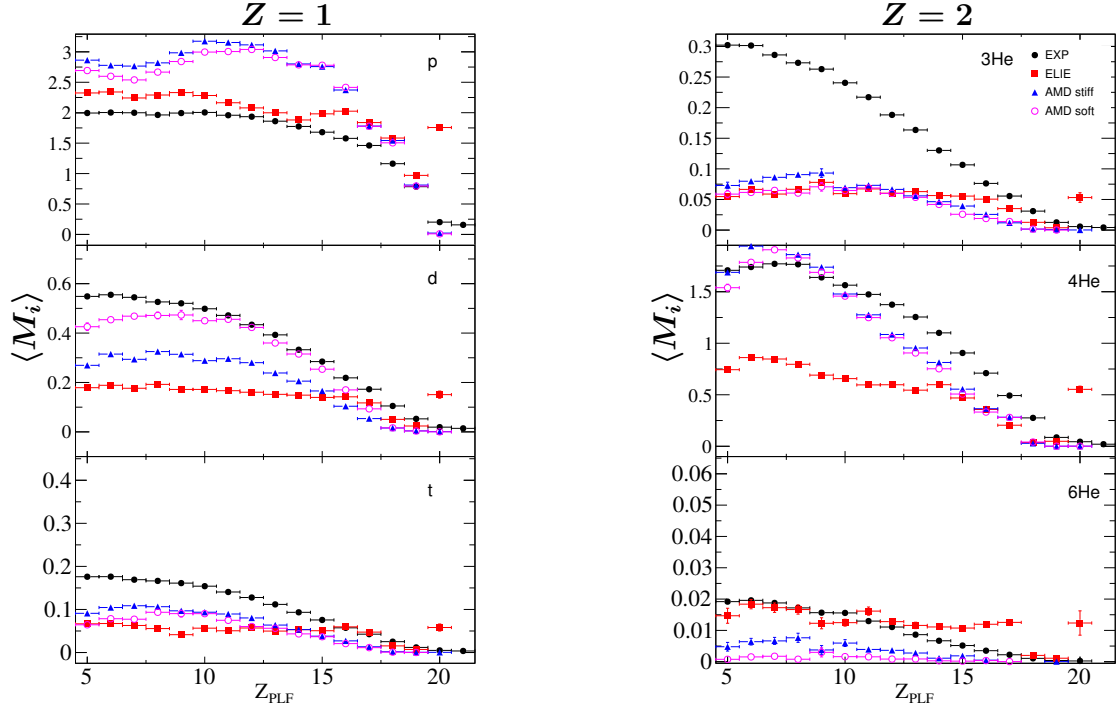 Z = 1
p
3
2.5
2
1.5
1
0.5
0
d
0.6
0.4
0.2
0
⟨M_i⟩
t
0.4
0.3
0.2
0.1
0
5 10 15 20
Z_PLF
Z = 2
3He
EXP
ELIE
AMD stiff
AMD soft
0.3
0.25
0.2
0.15
0.1
0.05
0
4He
1.5
1
0.5
0
⟨M_i⟩
6He
0.06
0.05
0.04
0.03
0.02
0.01
0
5 10 15 20
Z_PLF